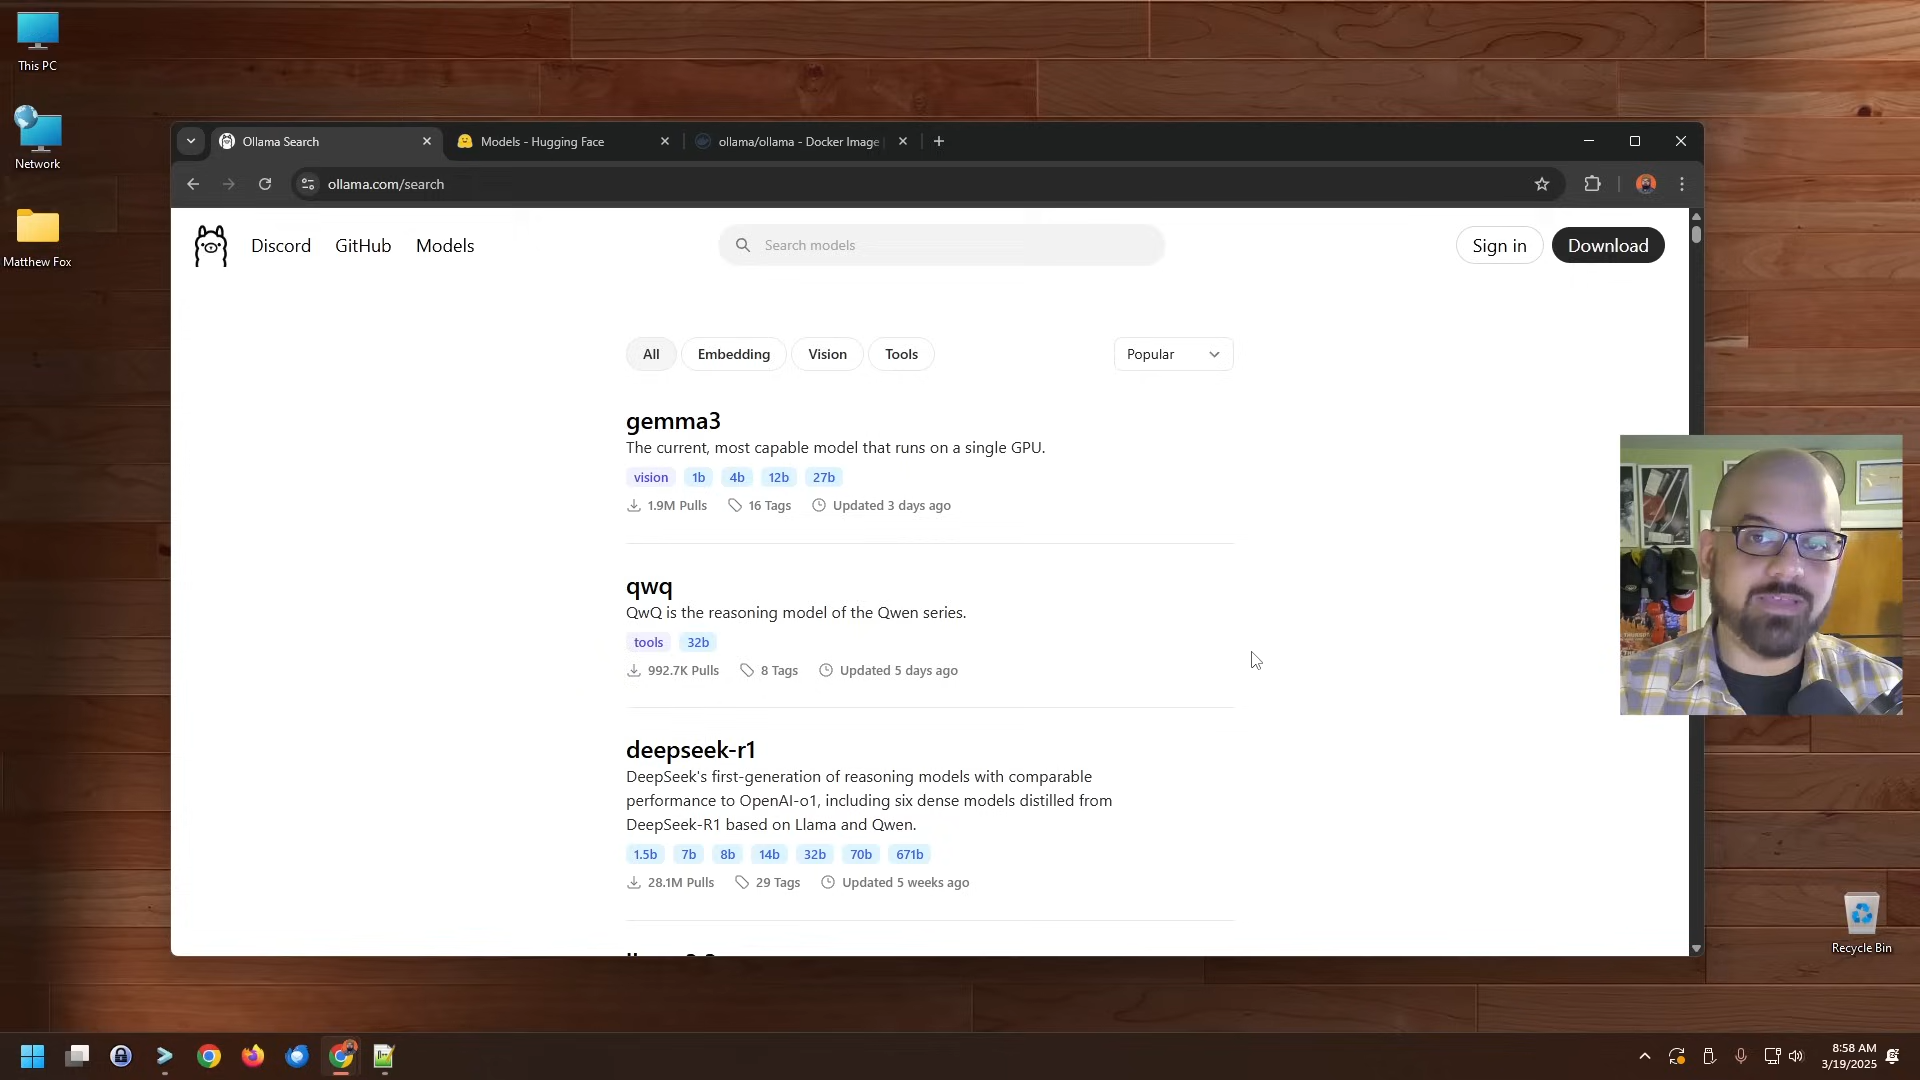 This PC
Network
Matthew Fox
Ollama Search
Models - Hugging Face
ollama/ollama - Docker Image
ollama.com/search
Discord
GitHub
Models
Search models
Sign in
Download
All
Embedding
Vision
Tools
Popular
gemma3
The current, most capable model that runs on a single GPU.
vision 1b 4b 12b 27b
1.9M Pulls 16 Tags Updated 3 days ago
qwq
QwQ is the reasoning model of the Qwen series.
tools 32b
992.7K Pulls 8 Tags Updated 5 days ago
deepseek-r1
DeepSeek's first-generation of reasoning models with comparable
performance to OpenAI-o1, including six dense models distilled from
DeepSeek-R1 based on Llama and Qwen.
1.5b 7b 8b 14b 32b 70b 671b
28.1M Pulls 29 Tags Updated 5 weeks ago
Recycle Bin
8:58 AM
3/19/2025